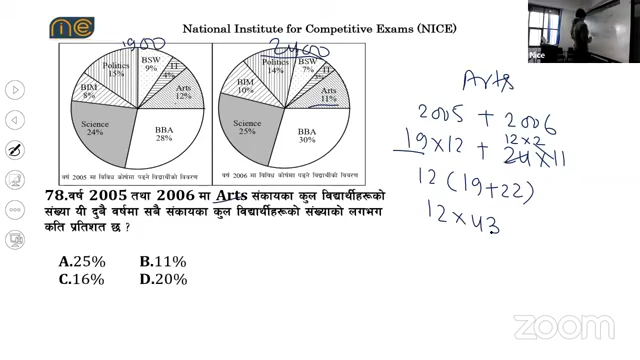 ne
National Institute for Competitive Exams (NICE)
1900
24000
Politics
15%
BSW
9%
IT
4%
Arts
12%
BIM
8%
Science
24%
BBA
28%
वर्ष 2005 मा विविध कोर्षमा पढ्ने विद्यार्थीको विवरण
Politics
14%
BSW
7%
IT
3%
Arts
11%
BIM
10%
Science
25%
BBA
30%
वर्ष 2006 मा विविध कोर्षमा पढ्ने विद्यार्थीको विवरण
78.वर्ष 2005 तथा 2006 मा Arts संकायका कुल विद्यार्थीहरूको
संख्या यी दुबै वर्षमा सबै संकायका कुल विद्यार्थीहरूको संख्याको लगभग
कति प्रतिशत छ ?
A.25% B.11%
C.16% D.20%
Arts
2005 + 2006
12×2
19×12 + 24×11
12 (19+22)
12×43
Nice
zoom